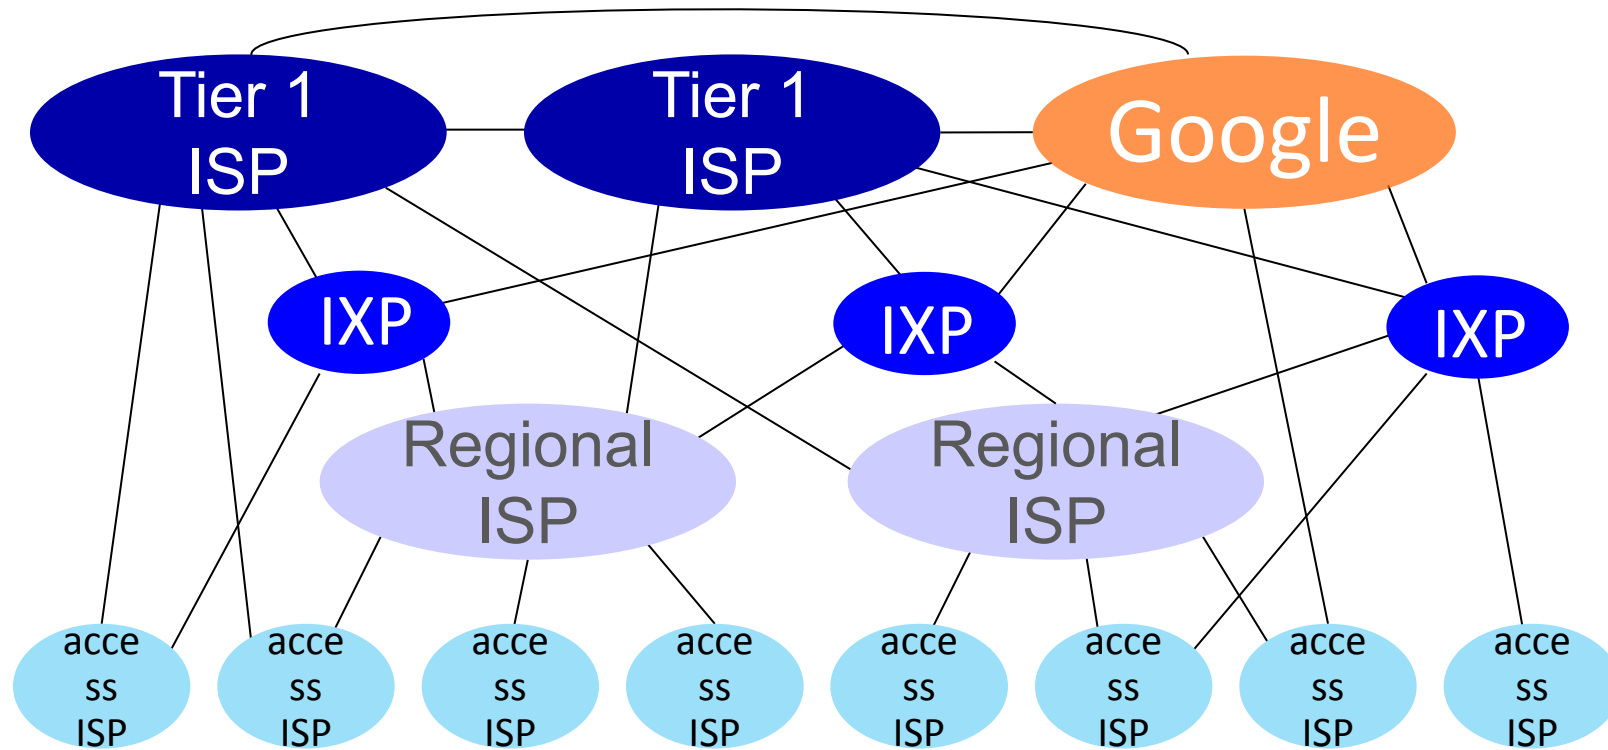 Tier 1
ISP
Tier 1
ISP
Google
IXP
IXP
IXP
Regional
ISP
Regional
ISP
acce
ss
ISP
acce
ss
ISP
acce
ss
ISP
acce
ss
ISP
acce
ss
ISP
acce
ss
ISP
acce
ss
ISP
acce
ss
ISP